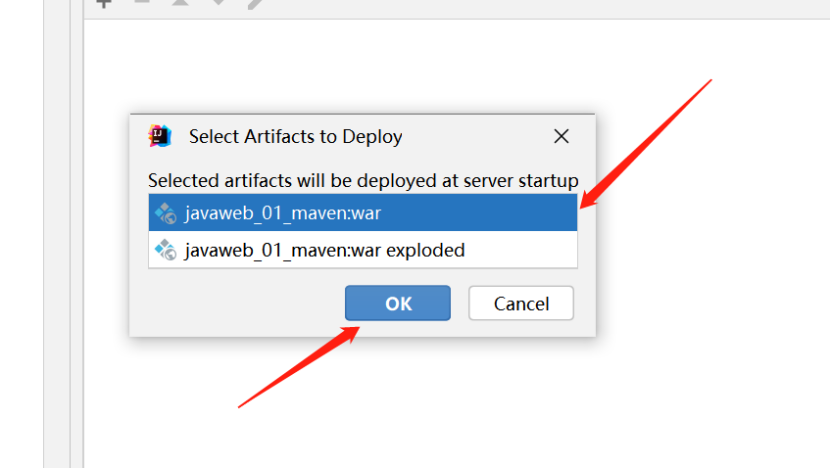 Select Artifacts to Deploy
Selected artifacts will be deployed at server startup
javaweb_01_maven:war
javaweb_01_maven:war exploded
OK
Cancel